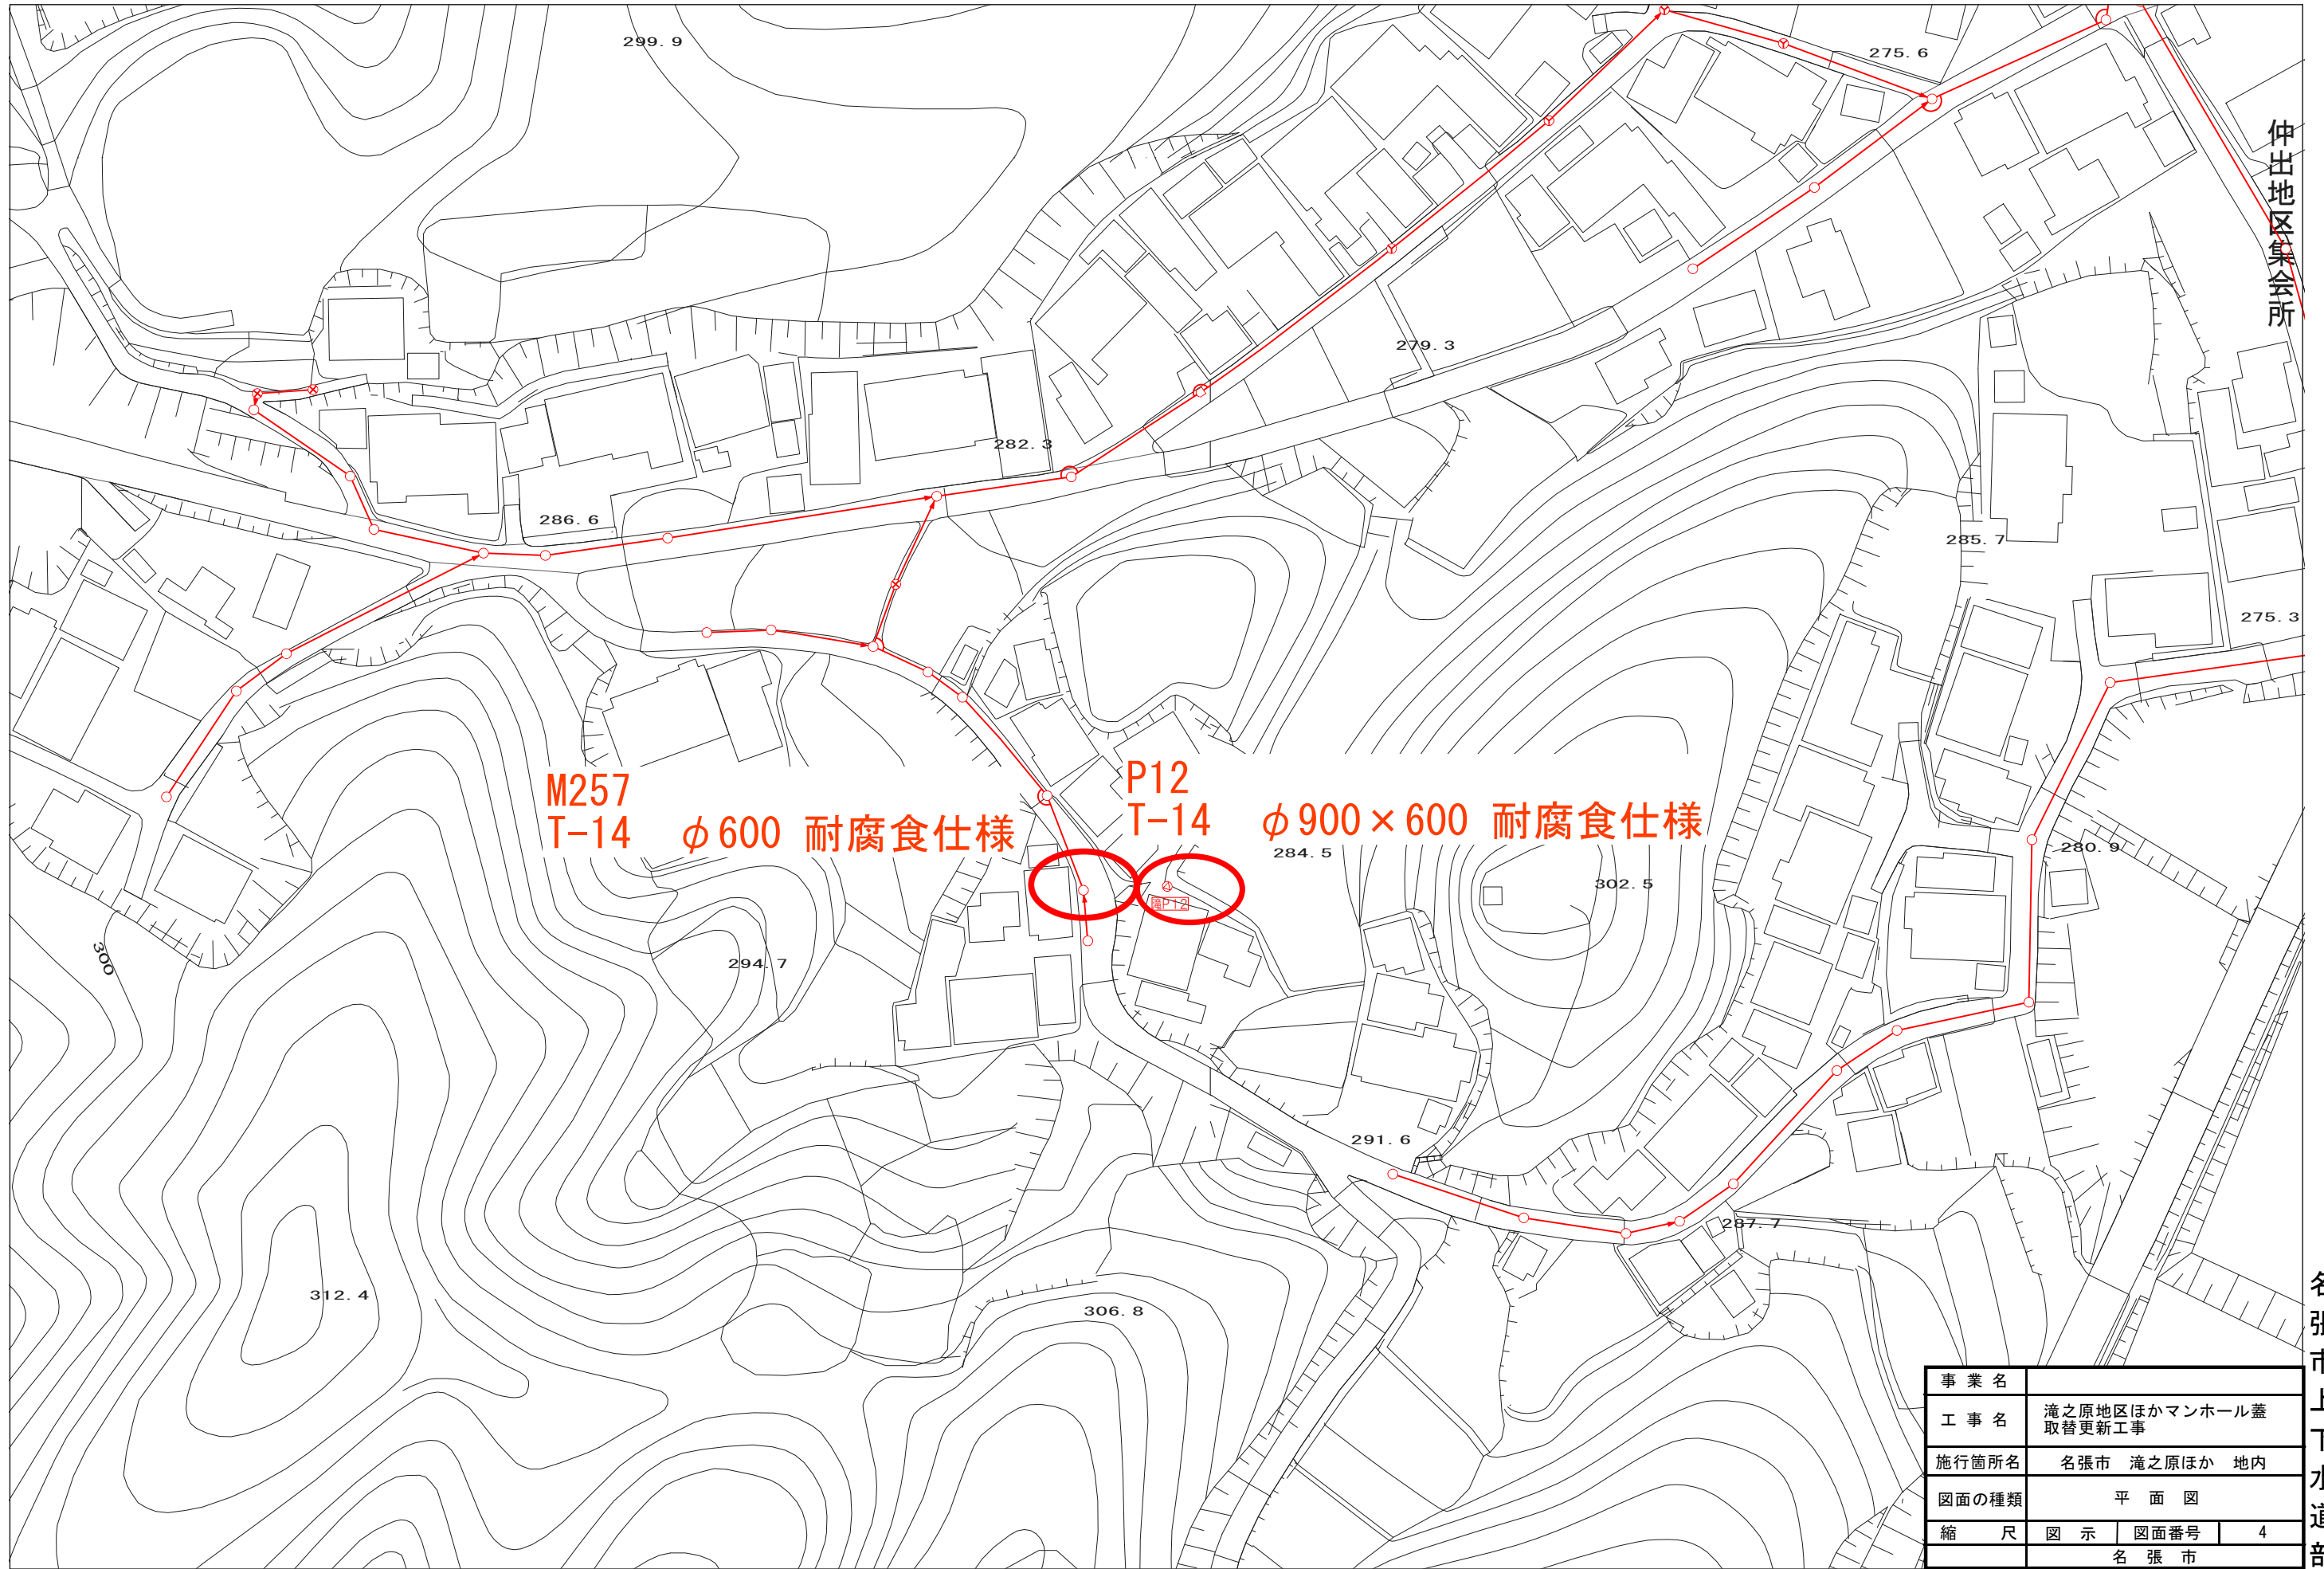 299. 9
275. 6
仲出地区集会所
279. 3
282. 3
286. 6
285. 7
275. 3
M257
T-14 φ600 耐腐食仕様
P12
T-14 φ900×600 耐腐食仕様
284. 5
280. 9
302. 5
滝P12
300
294. 7
291. 6
287. 7
312. 4
306. 8
名張市上下水道部
事業名
工事名 滝之原地区ほかマンホール蓋
取替更新工事
施行箇所名 名張市 滝之原ほか 地内
図面の種類 平面図
縮尺 図示 図面番号 4
名張市